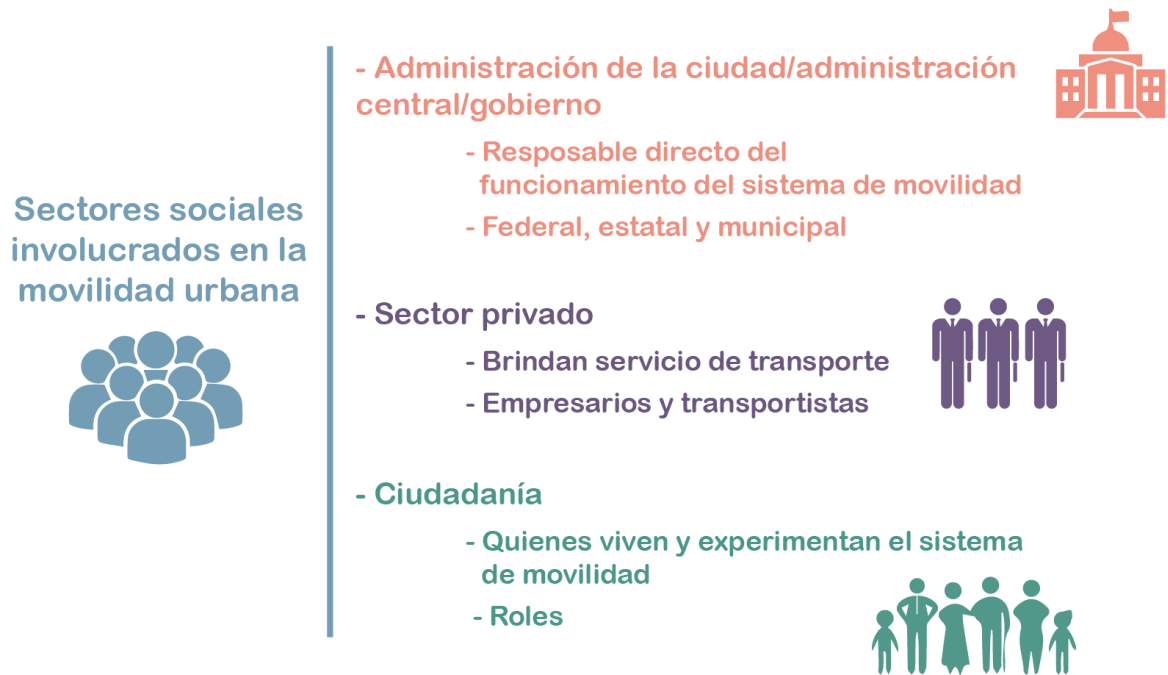 Sectores sociales
involucrados en la
movilidad urbana
- Administración de la ciudad/administración
central/gobierno
- Resposable directo del
funcionamiento del sistema de movilidad
- Federal, estatal y municipal
- Sector privado
- Brindan servicio de transporte
- Empresarios y transportistas
- Ciudadanía
- Quienes viven y experimentan el sistema
de movilidad
- Roles